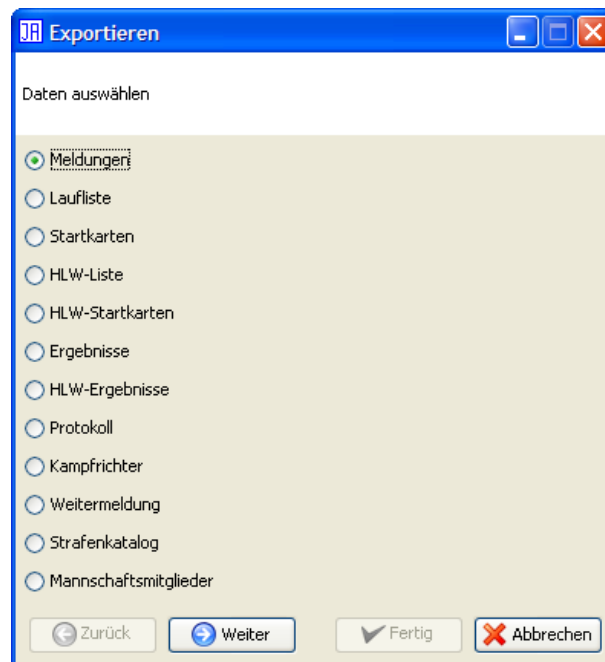 JA Exportieren
Daten auswählen
Meldungen
Laufliste
Startkarten
HLW-Liste
HLW-Startkarten
Ergebnisse
HLW-Ergebnisse
Protokoll
Kampfrichter
Weitermeldung
Strafenkatalog
Mannschaftsmitglieder
Zurück Weiter Fertig Abbrechen